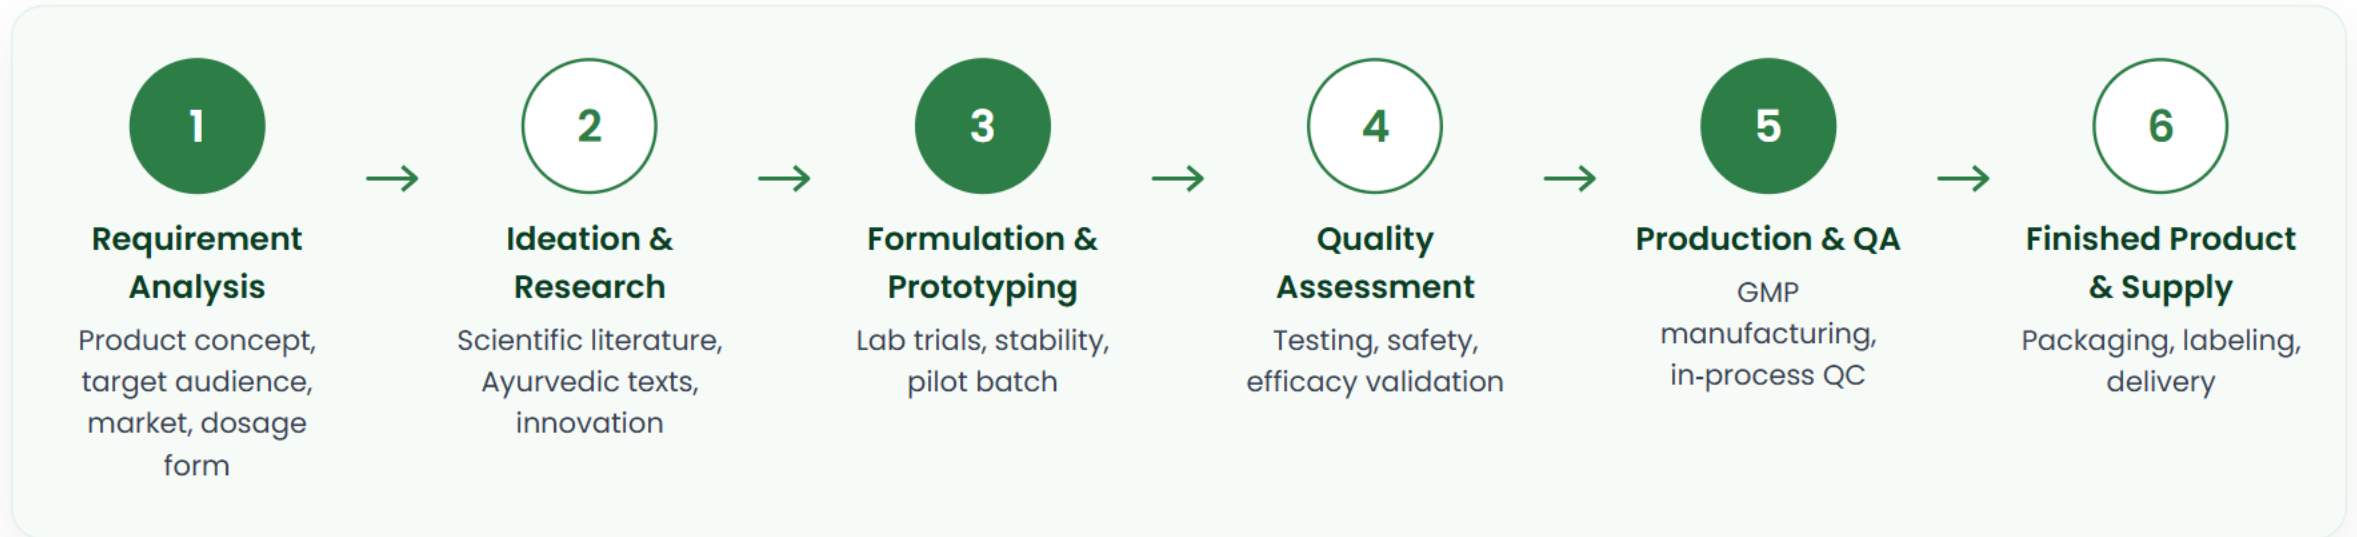 1
Requirement
Analysis
Product concept,
target audience,
market, dosage
form
2
Ideation &
Research
Scientific literature,
Ayurvedic texts,
innovation
3
Formulation &
Prototyping
Lab trials, stability,
pilot batch
4
Quality
Assessment
Testing, safety,
efficacy validation
5
Production & QA
GMP
manufacturing,
in-process QC
6
Finished Product
& Supply
Packaging, labeling,
delivery